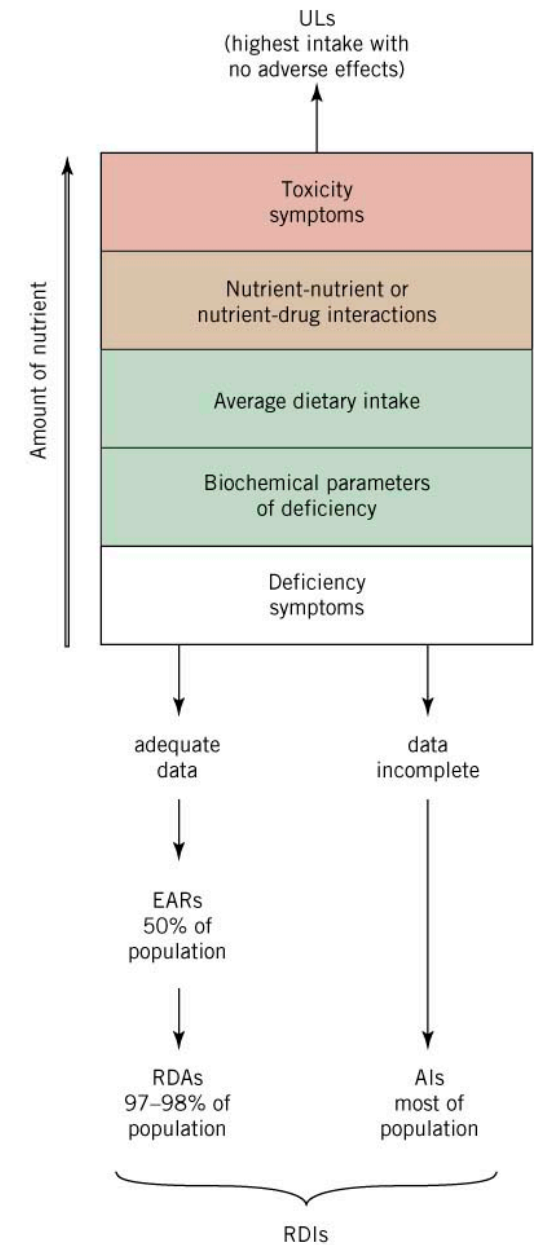 ULs
(highest intake with
no adverse effects)
Amount of nutrient
Toxicity
symptoms
Nutrient-nutrient or
nutrient-drug interactions
Average dietary intake
Biochemical parameters
of deficiency
Deficiency
symptoms
adequate
data
data
incomplete
EARs
50% of
population
RDAs
97–98% of
population
AIs
most of
population
RDIs